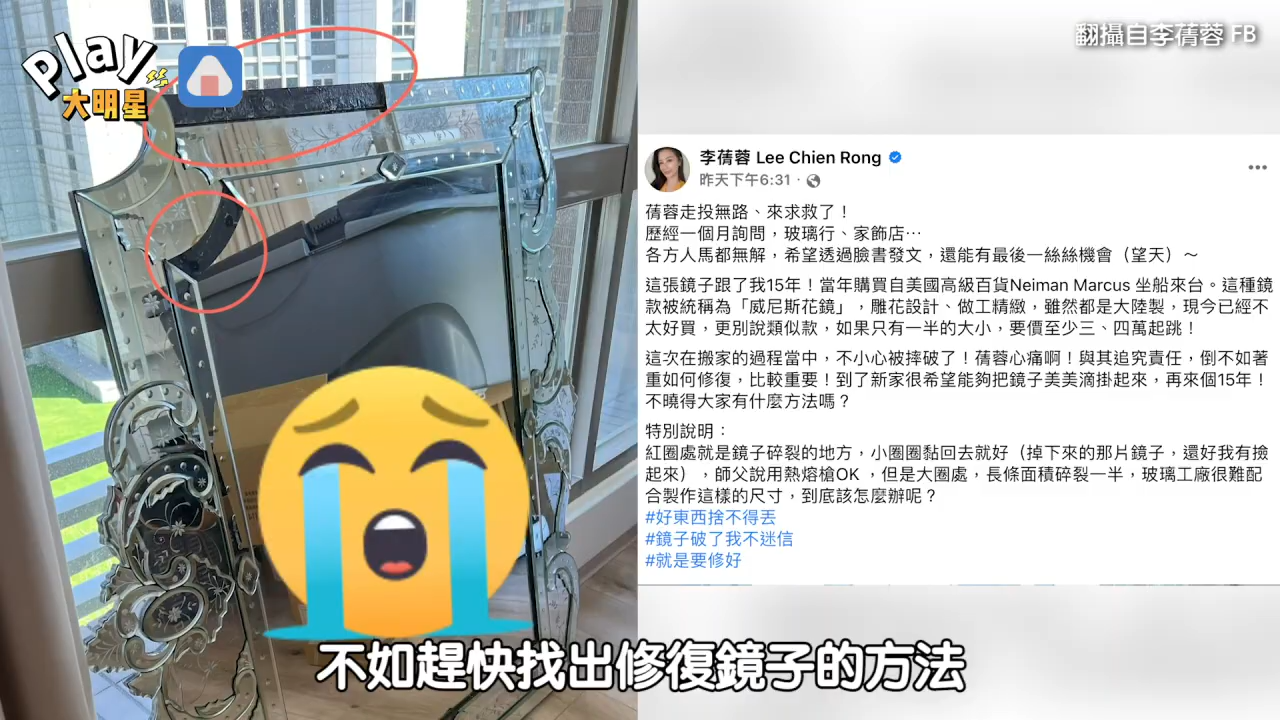 Play
大明星
翻攝自李蒨蓉 FB
李蒨蓉 Lee Chien Rong
昨天下午6:31 ·
蒨蓉走投無路、來求救了！
歷經一個月詢問，玻璃行、家飾店⋯
各方人馬都無解，希望透過臉書發文，還能有最後一絲絲機會（望天）～
這張鏡子跟了我15年！當年購買自美國高級百貨Neiman Marcus 坐船來台。這種鏡
款被統稱為「威尼斯花鏡」，雕花設計、做工精緻，雖然都是大陸製，現今已經不
太好買，更別說類似款，如果只有一半的大小，要價至少三、四萬起跳！
這次在搬家的過程當中，不小心被摔破了！蒨蓉心痛啊！與其追究責任，倒不如著
重如何修復，比較重要！到了新家很希望能夠把鏡子美美滴掛起來，再來個15年！
不曉得大家有什麼方法嗎？
特別說明：
紅圈處就是鏡子碎裂的地方，小圈圈黏回去就好（掉下來的那片鏡子，還好我有撿
起來），師父說用熱熔槍OK ，但是大圈處，長條面積碎裂一半，玻璃工廠很難配
合製作這樣的尺寸，到底該怎麼辦呢？
#好東西捨不得丟
#鏡子破了我不迷信
#就是要修好
不如趕快找出修復鏡子的方法